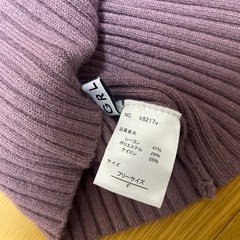 GRL
NO. k8217v
品質表示
レーヨン 47%
ポリエステル 28%
ナイロン 25%
サイズ
フリーサイズ
F